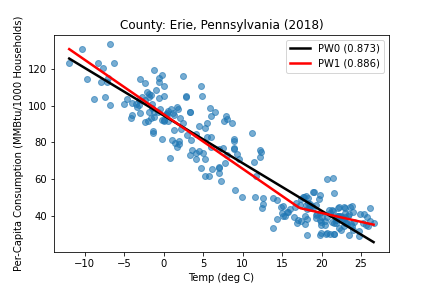 County: Erie, Pennsylvania (2018)
PW0 (0.873)
PW1 (0.886)
Per-Capita Consumption (MMBtu/1000 Households)
120
100
80
60
40
−10 −5 0 5 10 15 20 25
Temp (deg C)